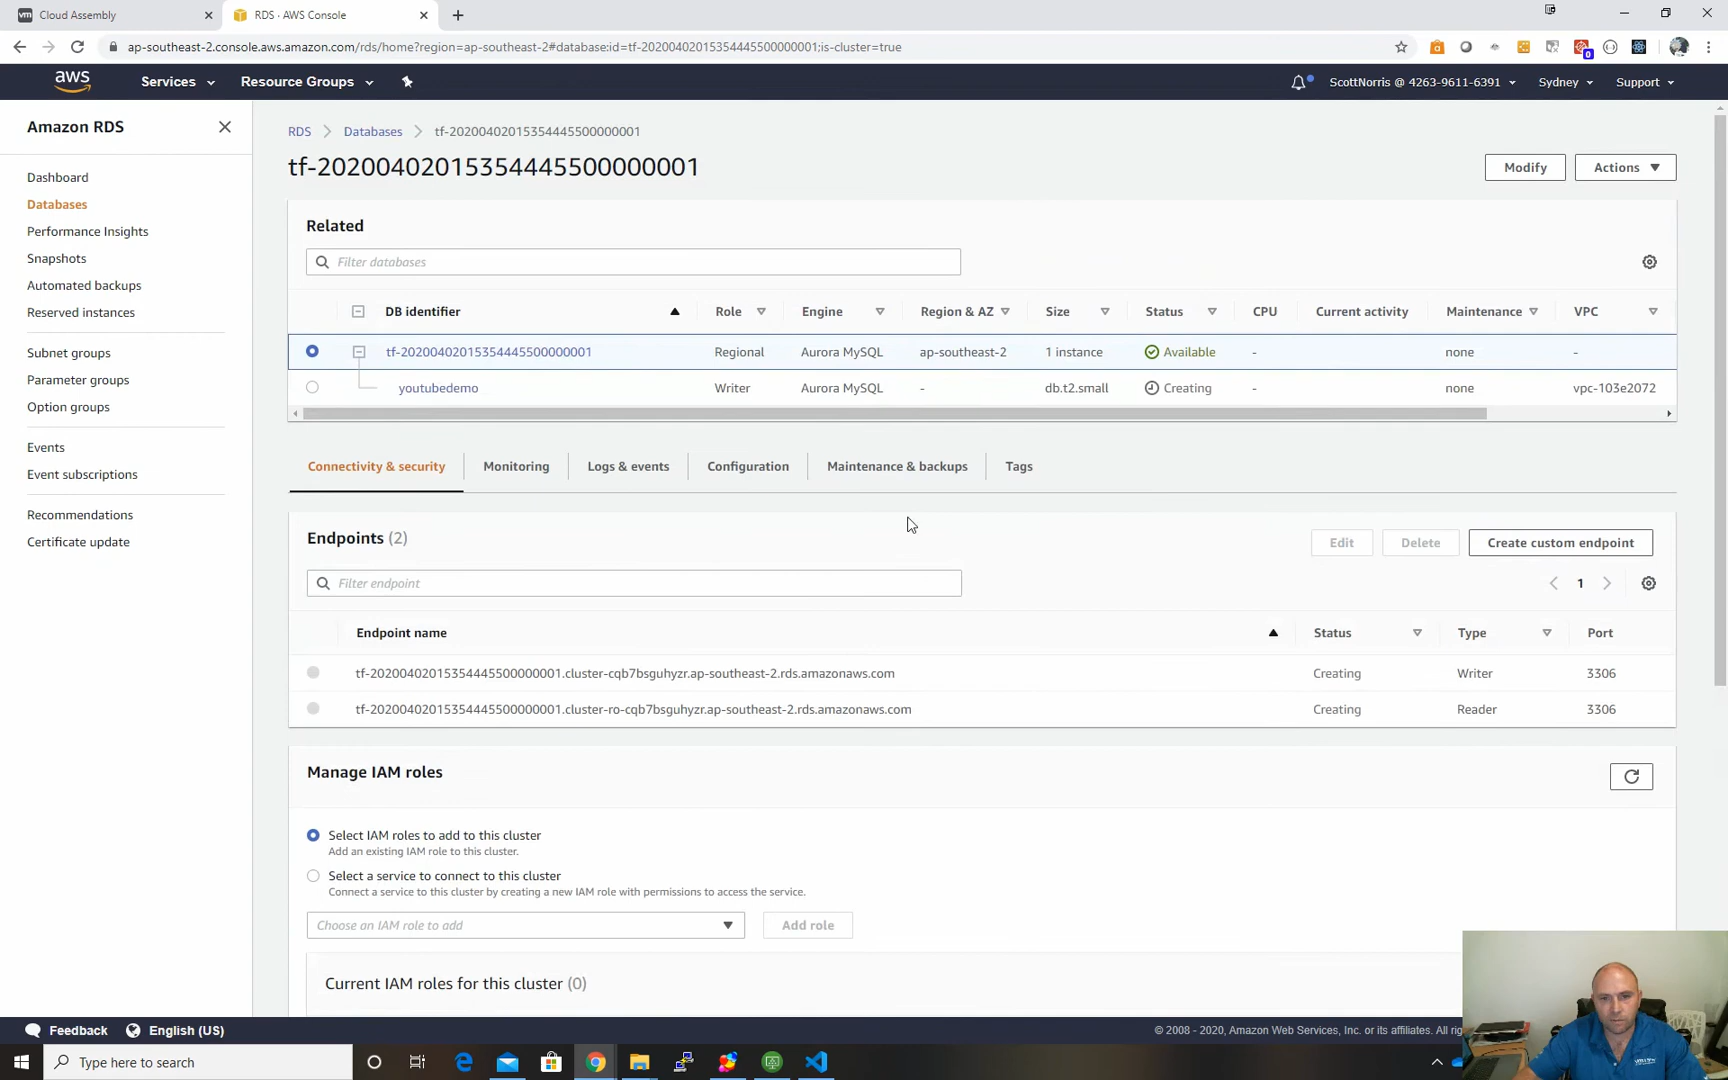 Cloud Assembly
RDS · AWS Console
ap-southeast-2.console.aws.amazon.com/rds/home?region=ap-southeast-2#database:id=tf-20200402015354445500000001;is-cluster=true
0
aws
Services
Resource Groups
ScottNorris @ 4263-9611-6391
Sydney
Support
Amazon RDS
Dashboard
Databases
Performance Insights
Snapshots
Automated backups
Reserved instances
Subnet groups
Parameter groups
Option groups
Events
Event subscriptions
Recommendations
Certificate update
RDS > Databases > tf-20200402015354445500000001
tf-20200402015354445500000001
Modify
Actions
Related
Filter databases
DB identifier Role Engine Region & AZ Size Status CPU Current activity Maintenance VPC
tf-20200402015354445500000001 Regional Aurora MySQL ap-southeast-2 1 instance Available - none -
youtubedemo Writer Aurora MySQL - db.t2.small Creating - none vpc-103e2072
Connectivity & security
Monitoring
Logs & events
Configuration
Maintenance & backups
Tags
Endpoints (2)
Edit
Delete
Create custom endpoint
Filter endpoint
1
Endpoint name Status Type Port
tf-20200402015354445500000001.cluster-cqb7bsguhyzr.ap-southeast-2.rds.amazonaws.com Creating Writer 3306
tf-20200402015354445500000001.cluster-ro-cqb7bsguhyzr.ap-southeast-2.rds.amazonaws.com Creating Reader 3306
Manage IAM roles
Select IAM roles to add to this cluster
Add an existing IAM role to this cluster.
Select a service to connect to this cluster
Connect a service to this cluster by creating a new IAM role with permissions to access the service.
Choose an IAM role to add
Add role
Current IAM roles for this cluster (0)
Feedback
English (US)
© 2008 - 2020, Amazon Web Services, Inc. or its affiliates. All rig
Type here to search